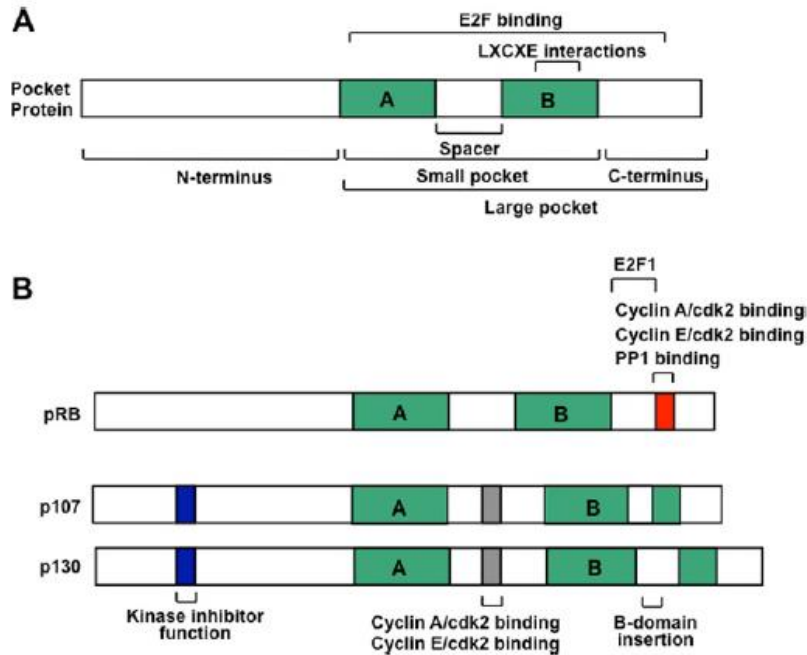 A
E2F binding
LXCXE interactions
Pocket
Protein
A
B
Spacer
N-terminus
Small pocket
C-terminus
Large pocket
B
E2F1
Cyclin A/cdk2 binding
Cyclin E/cdk2 binding
PP1 binding
pRB
A
B
p107
A
B
p130
A
B
Kinase inhibitor
function
Cyclin A/cdk2 binding
Cyclin E/cdk2 binding
B-domain
insertion